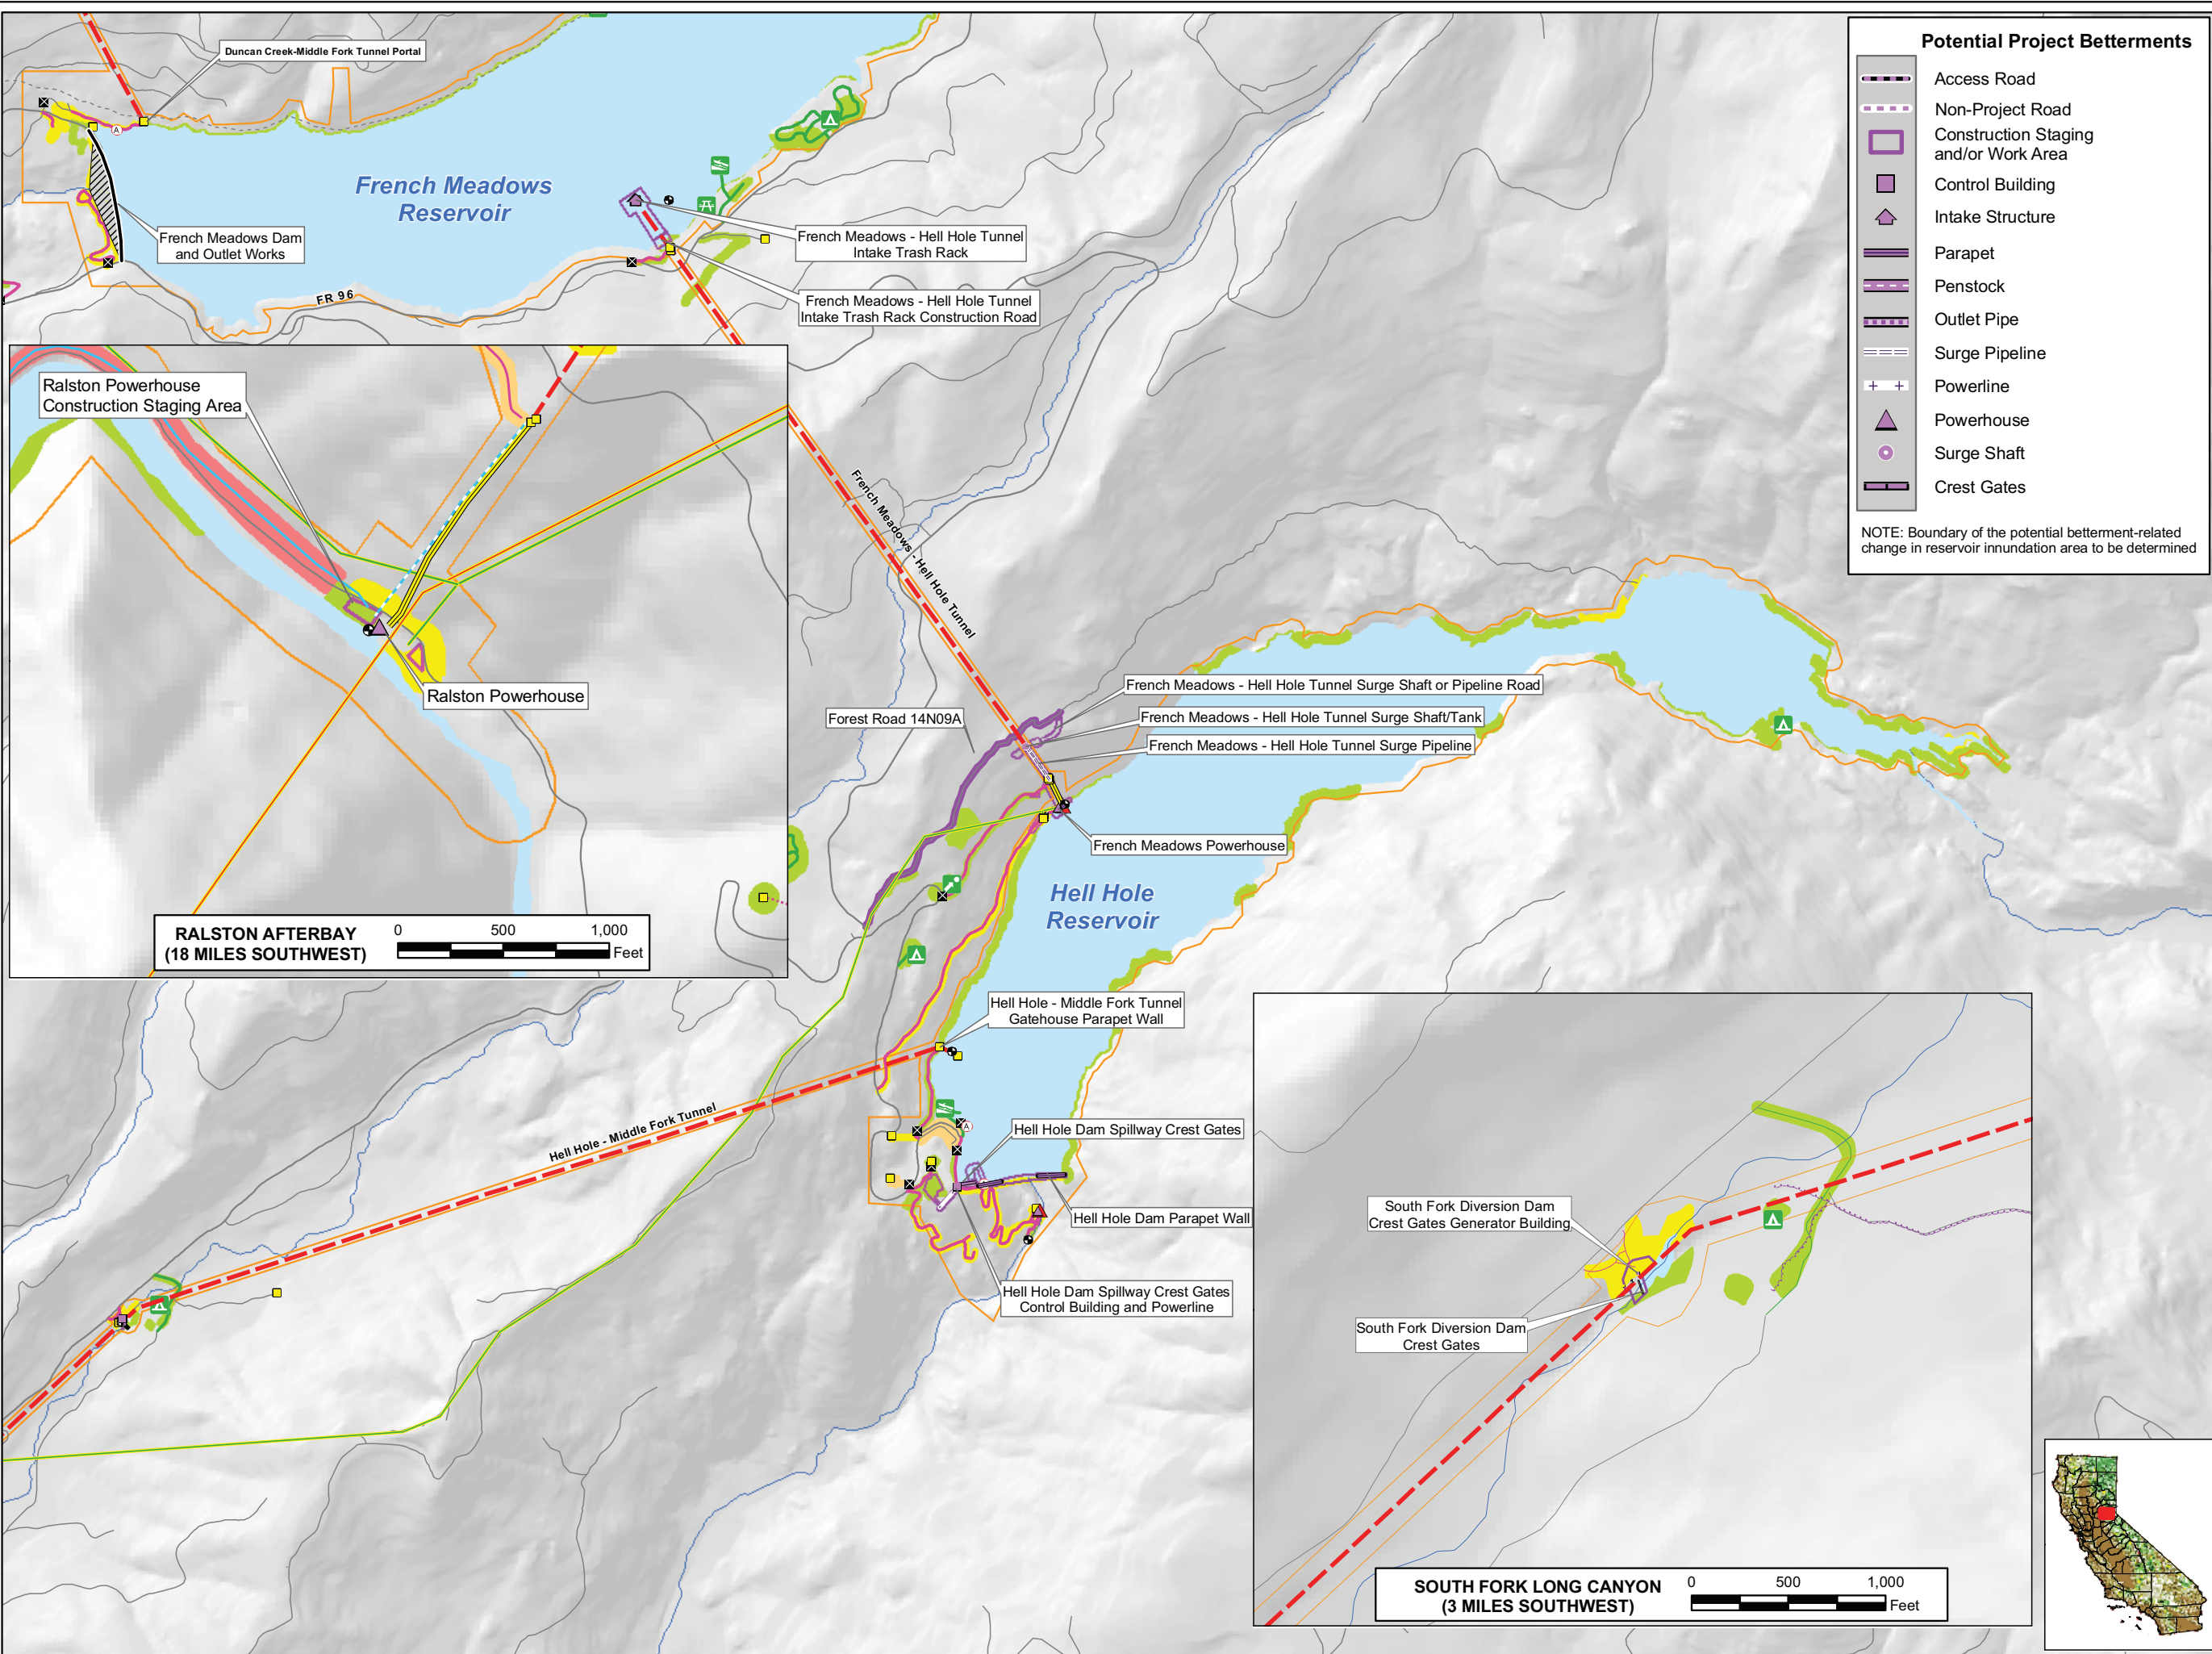 Duncan Creek-Middle Fork Tunnel Portal
French Meadows
Reservoir
French Meadows Dam
and Outlet Works
FR 96
A
French Meadows - Hell Hole Tunnel
Intake Trash Rack
French Meadows - Hell Hole Tunnel
Intake Trash Rack Construction Road
Potential Project Betterments
Access Road
Non-Project Road
Construction Staging
and/or Work Area
Control Building
Intake Structure
Parapet
Penstock
Outlet Pipe
Surge Pipeline
Powerline
Powerhouse
Surge Shaft
Crest Gates
NOTE: Boundary of the potential betterment-related
change in reservoir innundation area to be determined
Ralston Powerhouse
Construction Staging Area
Ralston Powerhouse
RALSTON AFTERBAY
(18 MILES SOUTHWEST)
0 500 1,000
Feet
French Meadows - Hell Hole Tunnel
French Meadows - Hell Hole Tunnel Surge Shaft or Pipeline Road
Forest Road 14N09A
French Meadows - Hell Hole Tunnel Surge Shaft/Tank
French Meadows - Hell Hole Tunnel Surge Pipeline
French Meadows Powerhouse
Hell Hole
Reservoir
Hell Hole - Middle Fork Tunnel
Gatehouse Parapet Wall
Hell Hole - Middle Fork Tunnel
A
Hell Hole Dam Spillway Crest Gates
Hell Hole Dam Parapet Wall
Hell Hole Dam Spillway Crest Gates
Control Building and Powerline
South Fork Diversion Dam
Crest Gates Generator Building
South Fork Diversion Dam
Crest Gates
SOUTH FORK LONG CANYON
(3 MILES SOUTHWEST)
0 500 1,000
Feet